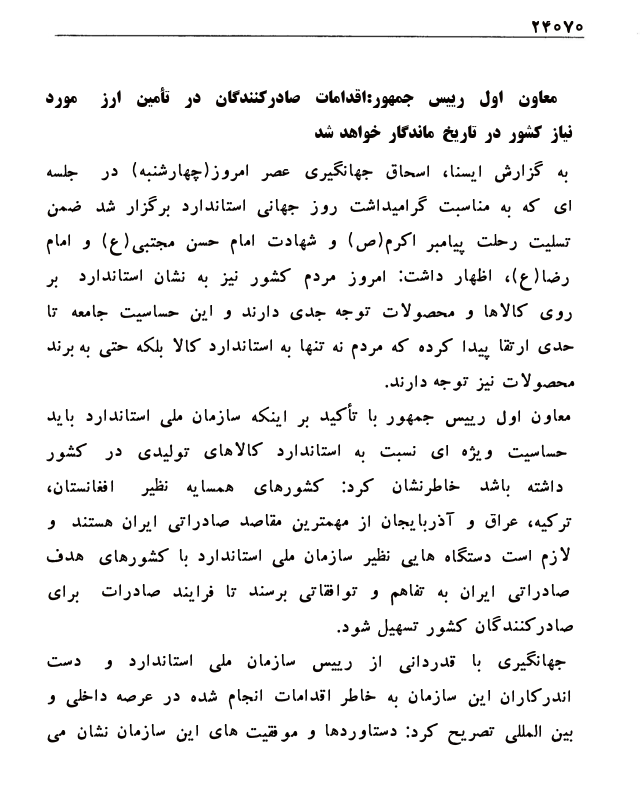 ۲۴۰۷۰
معاون اول رییس جمهور:اقدامات صادرکنندگان در تأمین ارز مورد
نیاز کشور در تاریخ ماندگار خواهد شد
به گزارش ایسنا، اسحاق جهانگیری عصر امروز(چهارشنبه) در جلسه
ای که به مناسبت گرامیداشت روز جهانی استاندارد برگزار شد ضمن
تسلیت رحلت پیامبر اکرم(ص) و شهادت امام حسن مجتبی(ع) و امام
رضا(ع)، اظهار داشت: امروز مردم کشور نیز به نشان استاندارد بر
روی کالاها و محصولات توجه جدی دارند و این حساسیت جامعه تا
حدی ارتقا پیدا کرده که مردم نه تنها به استاندارد کالا بلکه حتی به برند
محصولات نیز توجه دارند.
معاون اول رییس جمهور با تأکید بر اینکه سازمان ملی استاندارد باید
حساسیت ویژه ای نسبت به استاندارد کالاهای تولیدی در کشور
داشته باشد خاطرنشان کرد: کشورهای همسایه نظیر افغانستان،
ترکیه، عراق و آذربایجان از مهمترین مقاصد صادراتی ایران هستند و
لازم است دستگاه هایی نظیر سازمان ملی استاندارد با کشورهای هدف
صادراتی ایران به تفاهم و توافقاتی برسند تا فرایند صادرات برای
صادرکنندگان کشور تسهیل شود.
جهانگیری با قدردانی از رییس سازمان ملی استاندارد و دست
اندرکاران این سازمان به خاطر اقدامات انجام شده در عرصه داخلی و
بین المللی تصریح کرد: دستاوردها و موفقیت های این سازمان نشان می